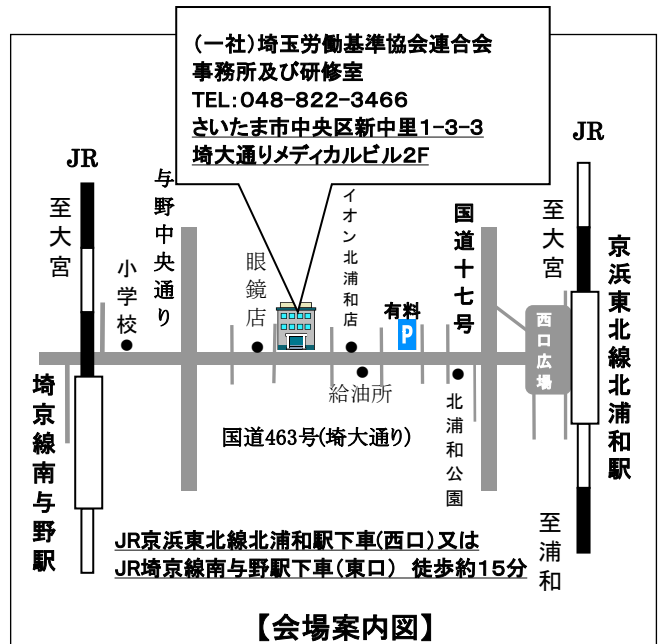 （一社）埼玉労働基準協会連合会
事務所及び研修室
TEL：048-822-3466
さいたま市中央区新中里1-3-3
埼大通りメディカルビル2F
JR
至大宮
小学校
与野中央通り
眼鏡店
イオン北浦和店
有料
P
国道十七号
JR
至大宮
西口広場
京浜東北線北浦和駅
埼京線南与野駅
給油所
北浦和公園
国道463号(埼大通り)
至浦和
JR京浜東北線北浦和駅下車(西口)又は
JR埼京線南与野駅下車（東口）　徒歩約15分
【会場案内図】